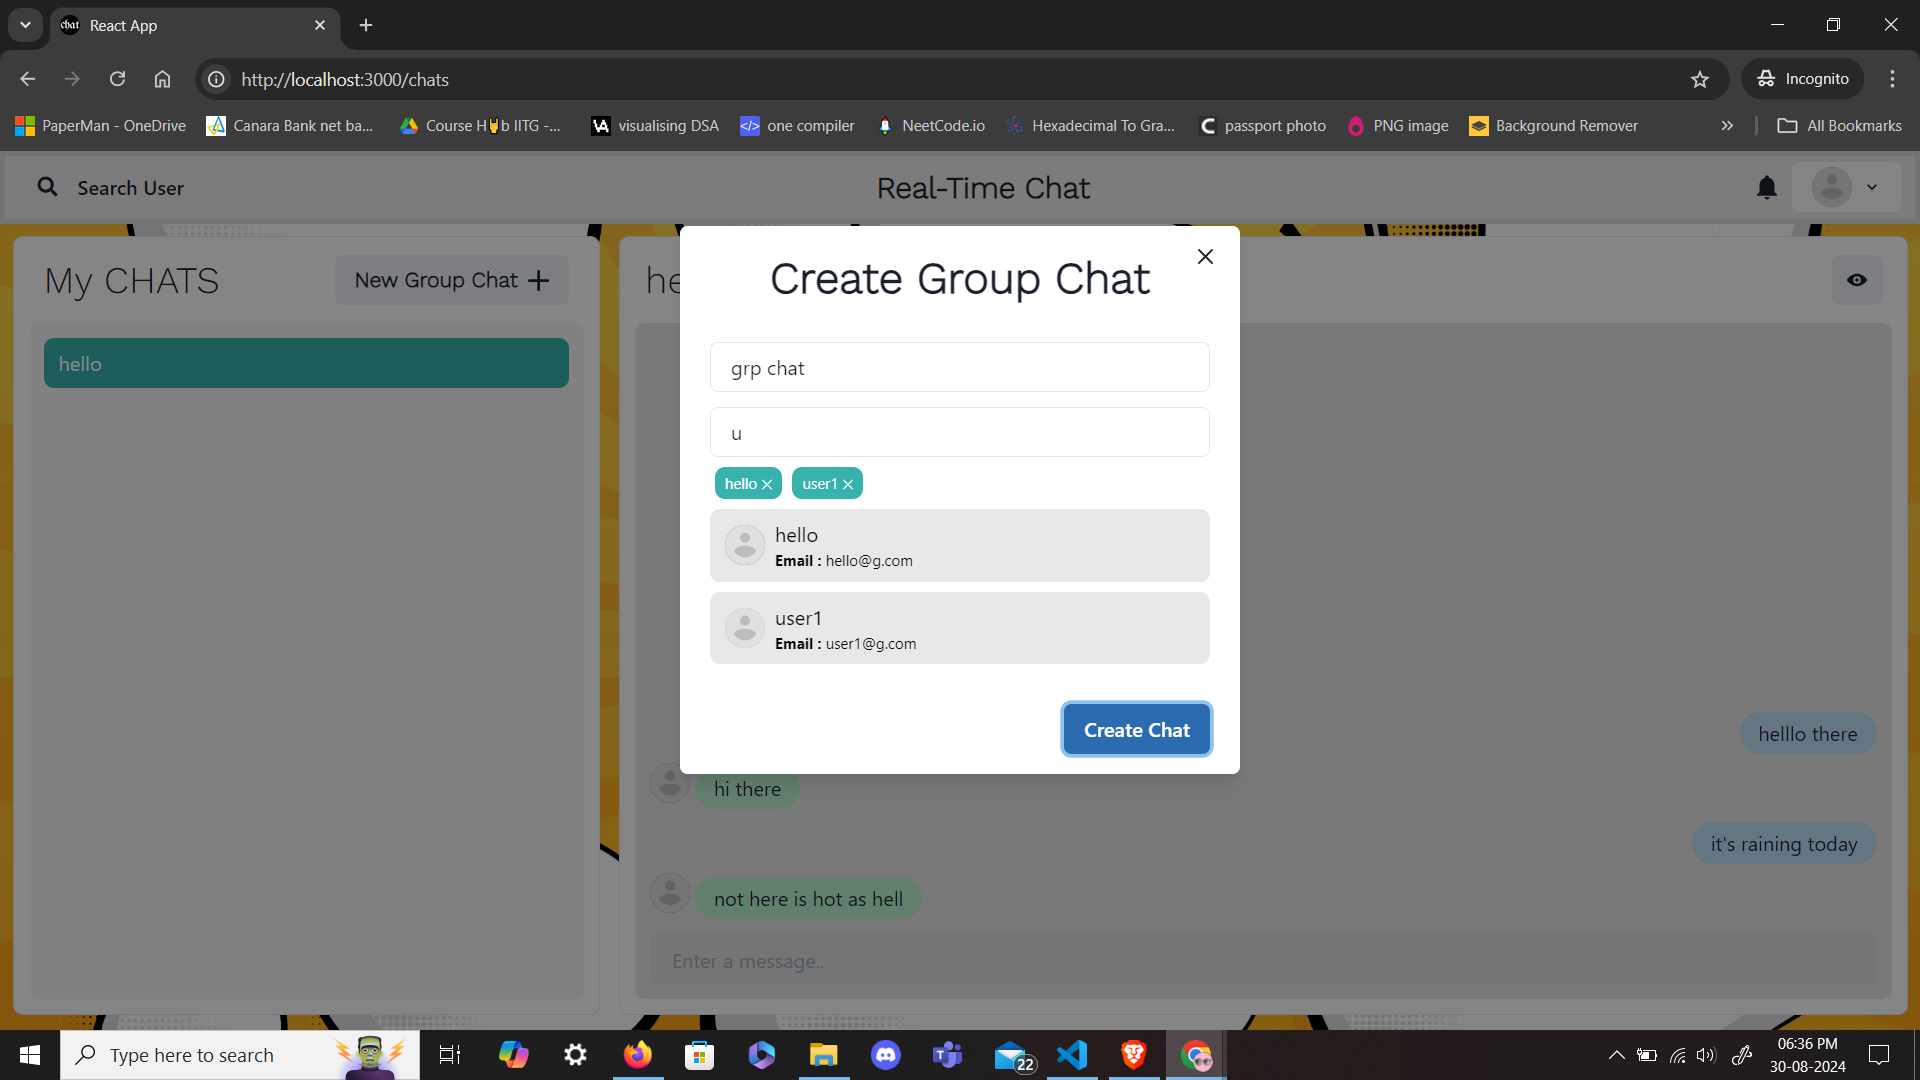 chat React App
http://localhost:3000/chats Incognito
PaperMan - OneDrive Canara Bank net ba... Course H b IITG -... VA visualising DSA </> one compiler NeetCode.io Hexadecimal To Gra... C passport photo PNG image Background Remover » All Bookmarks
Search User Real-Time Chat
My CHATS New Group Chat he
hello
Create Group Chat
grp chat
u
hello user1
hello
Email : hello@g.com
user1
Email : user1@g.com
Create Chat
helllo there
hi there
it's raining today
not here is hot as hell
Enter a message..
Type here to search 22 06:36 PM
30-08-2024